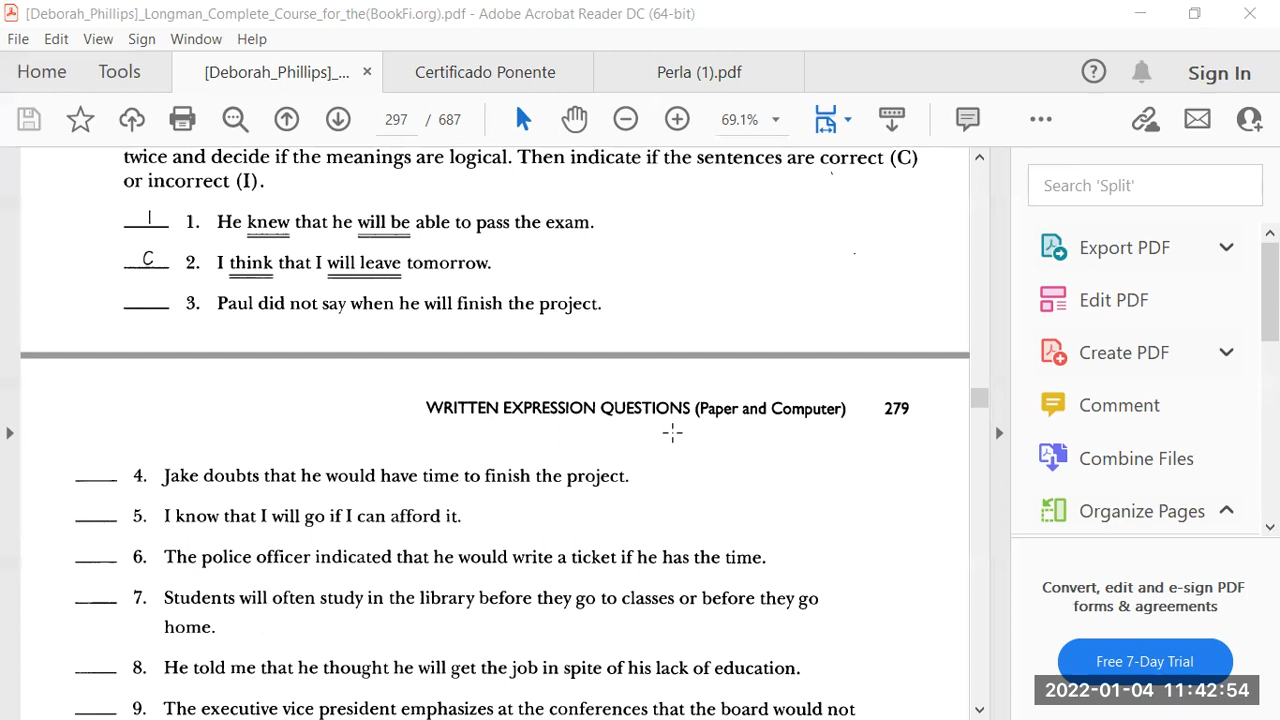 [Deborah_Phillips]_Longman_Complete_Course_for_the(BookFi.org).pdf - Adobe Acrobat Reader DC (64-bit)
File Edit View Sign Window Help
Home Tools [Deborah_Phillips]_... × Certificado Ponente Perla (1).pdf Sign In
297 / 687 69.1%
twice and decide if the meanings are logical. Then indicate if the sentences are correct (C)
or incorrect (I).
I 1. He knew that he will be able to pass the exam.
C 2. I think that I will leave tomorrow.
3. Paul did not say when he will finish the project.
WRITTEN EXPRESSION QUESTIONS (Paper and Computer) 279
4. Jake doubts that he would have time to finish the project.
5. I know that I will go if I can afford it.
6. The police officer indicated that he would write a ticket if he has the time.
7. Students will often study in the library before they go to classes or before they go
home.
8. He told me that he thought he will get the job in spite of his lack of education.
9. The executive vice president emphasizes at the conferences that the board would not
Search 'Split'
Export PDF
Edit PDF
Create PDF
Comment
Combine Files
Organize Pages
Convert, edit and e-sign PDF
forms & agreements
Free 7-Day Trial
2022-01-04 11:42:54